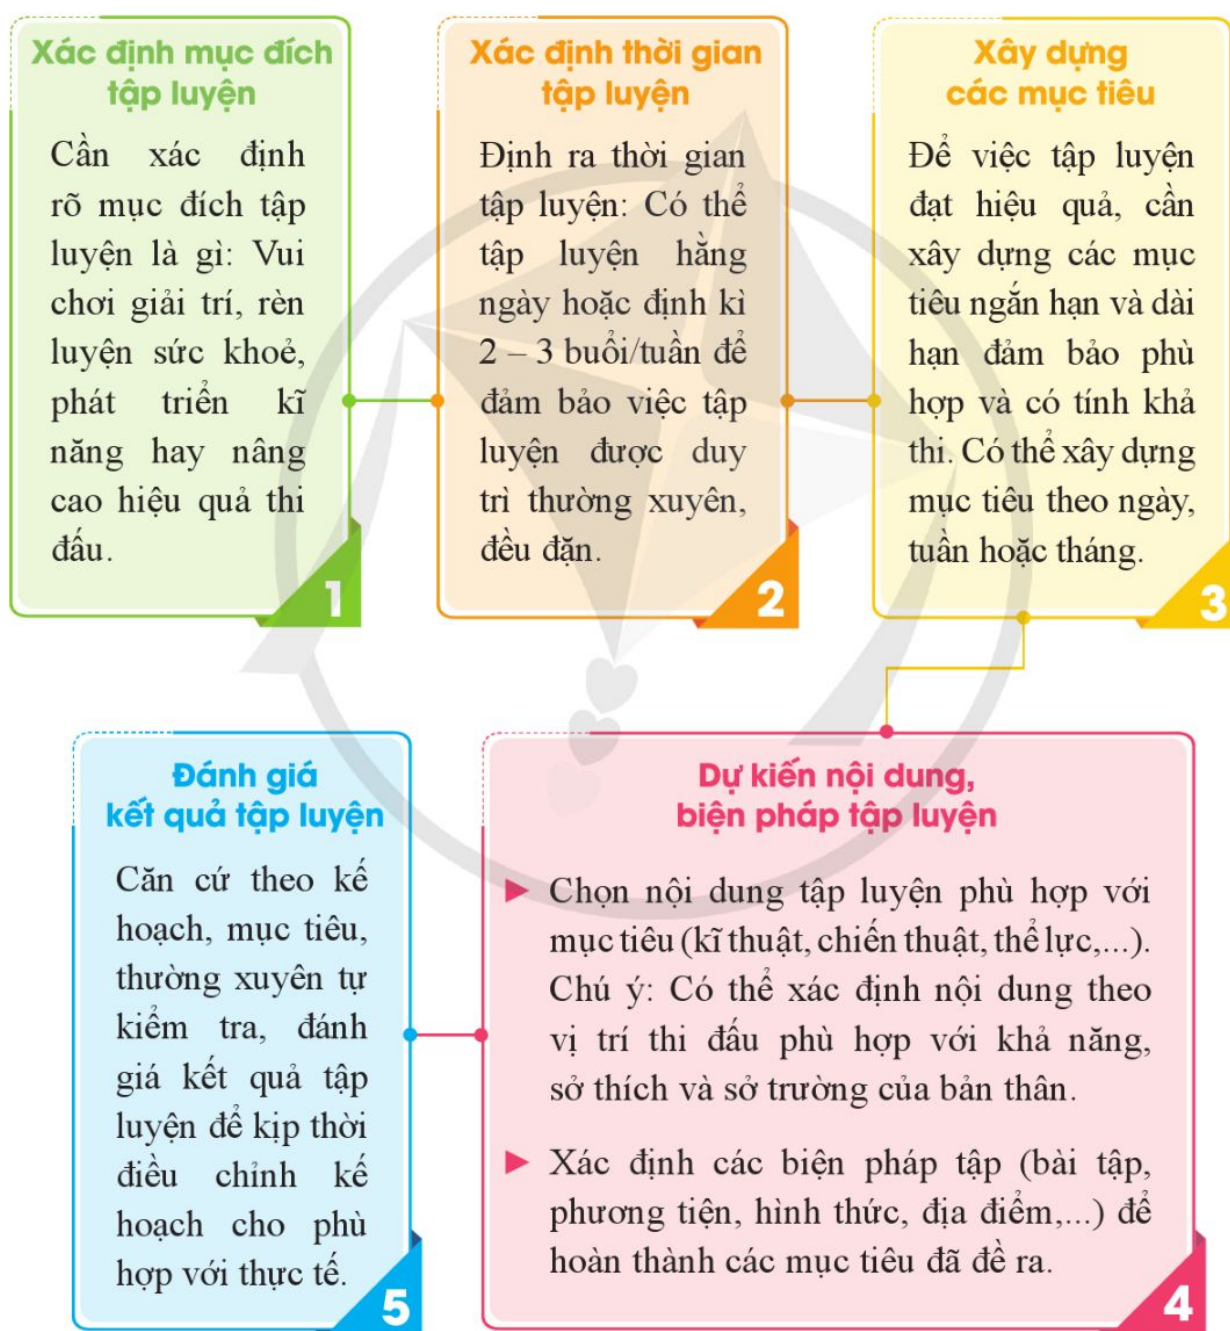 Xác định mục đích
tập luyện
Cần xác định
rõ mục đích tập
luyện là gì: Vui
chơi giải trí, rèn
luyện sức khoẻ,
phát triển kĩ
năng hay nâng
cao hiệu quả thi
đấu.
1
Xác định thời gian
tập luyện
Định ra thời gian
tập luyện: Có thể
tập luyện hằng
ngày hoặc định kì
2 – 3 buổi/tuần để
đảm bảo việc tập
luyện được duy
trì thường xuyên,
đều đặn.
2
Xây dựng
các mục tiêu
Để việc tập luyện
đạt hiệu quả, cần
xây dựng các mục
tiêu ngắn hạn và dài
hạn đảm bảo phù
hợp và có tính khả
thi. Có thể xây dựng
mục tiêu theo ngày,
tuần hoặc tháng.
3
Dự kiến nội dung,
biện pháp tập luyện
► Chọn nội dung tập luyện phù hợp với
mục tiêu (kĩ thuật, chiến thuật, thể lực,...).
Chú ý: Có thể xác định nội dung theo
vị trí thi đấu phù hợp với khả năng,
sở thích và sở trường của bản thân.
► Xác định các biện pháp tập (bài tập,
phương tiện, hình thức, địa điểm,...) để
hoàn thành các mục tiêu đã đề ra.
4
Đánh giá
kết quả tập luyện
Căn cứ theo kế
hoạch, mục tiêu,
thường xuyên tự
kiểm tra, đánh
giá kết quả tập
luyện để kịp thời
điều chỉnh kế
hoạch cho phù
hợp với thực tế.
5